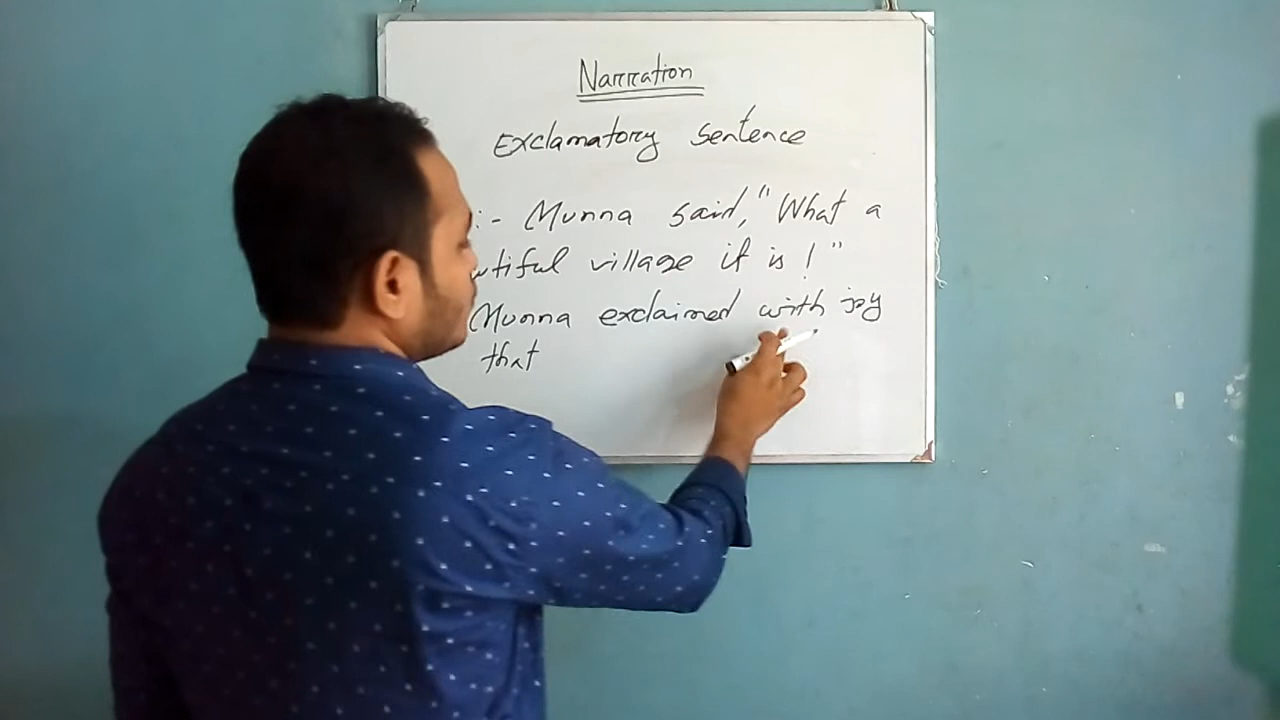 Narration
Exclamatory sentence
:- Munna said, "What a
utiful village it is ! "
Munna exclaimed with joy
that